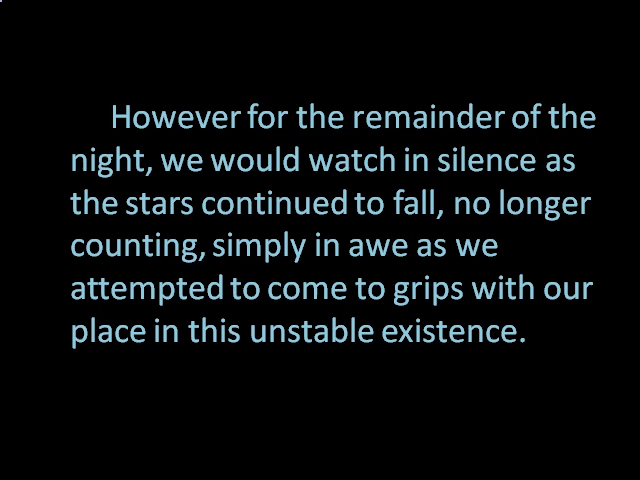 However for the remainder of the
night, we would watch in silence as
the stars continued to fall, no longer
counting, simply in awe as we
attempted to come to grips with our
place in this unstable existence.